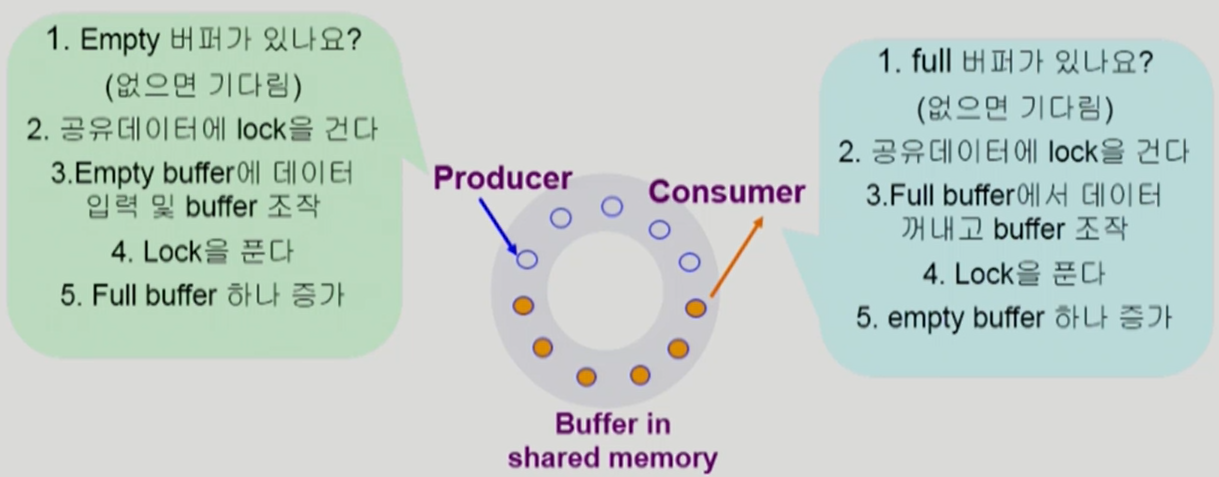 1. Empty 버퍼가 있나요?
(없으면 기다림)
2. 공유데이터에 lock을 건다
3.Empty buffer에 데이터
입력 및 buffer 조작
4. Lock을 푼다
5. Full buffer 하나 증가
Producer
Consumer
Buffer in
shared memory
1. full 버퍼가 있나요?
(없으면 기다림)
2. 공유데이터에 lock을 건다
3.Full buffer에서 데이터
꺼내고 buffer 조작
4. Lock을 푼다
5. empty buffer 하나 증가